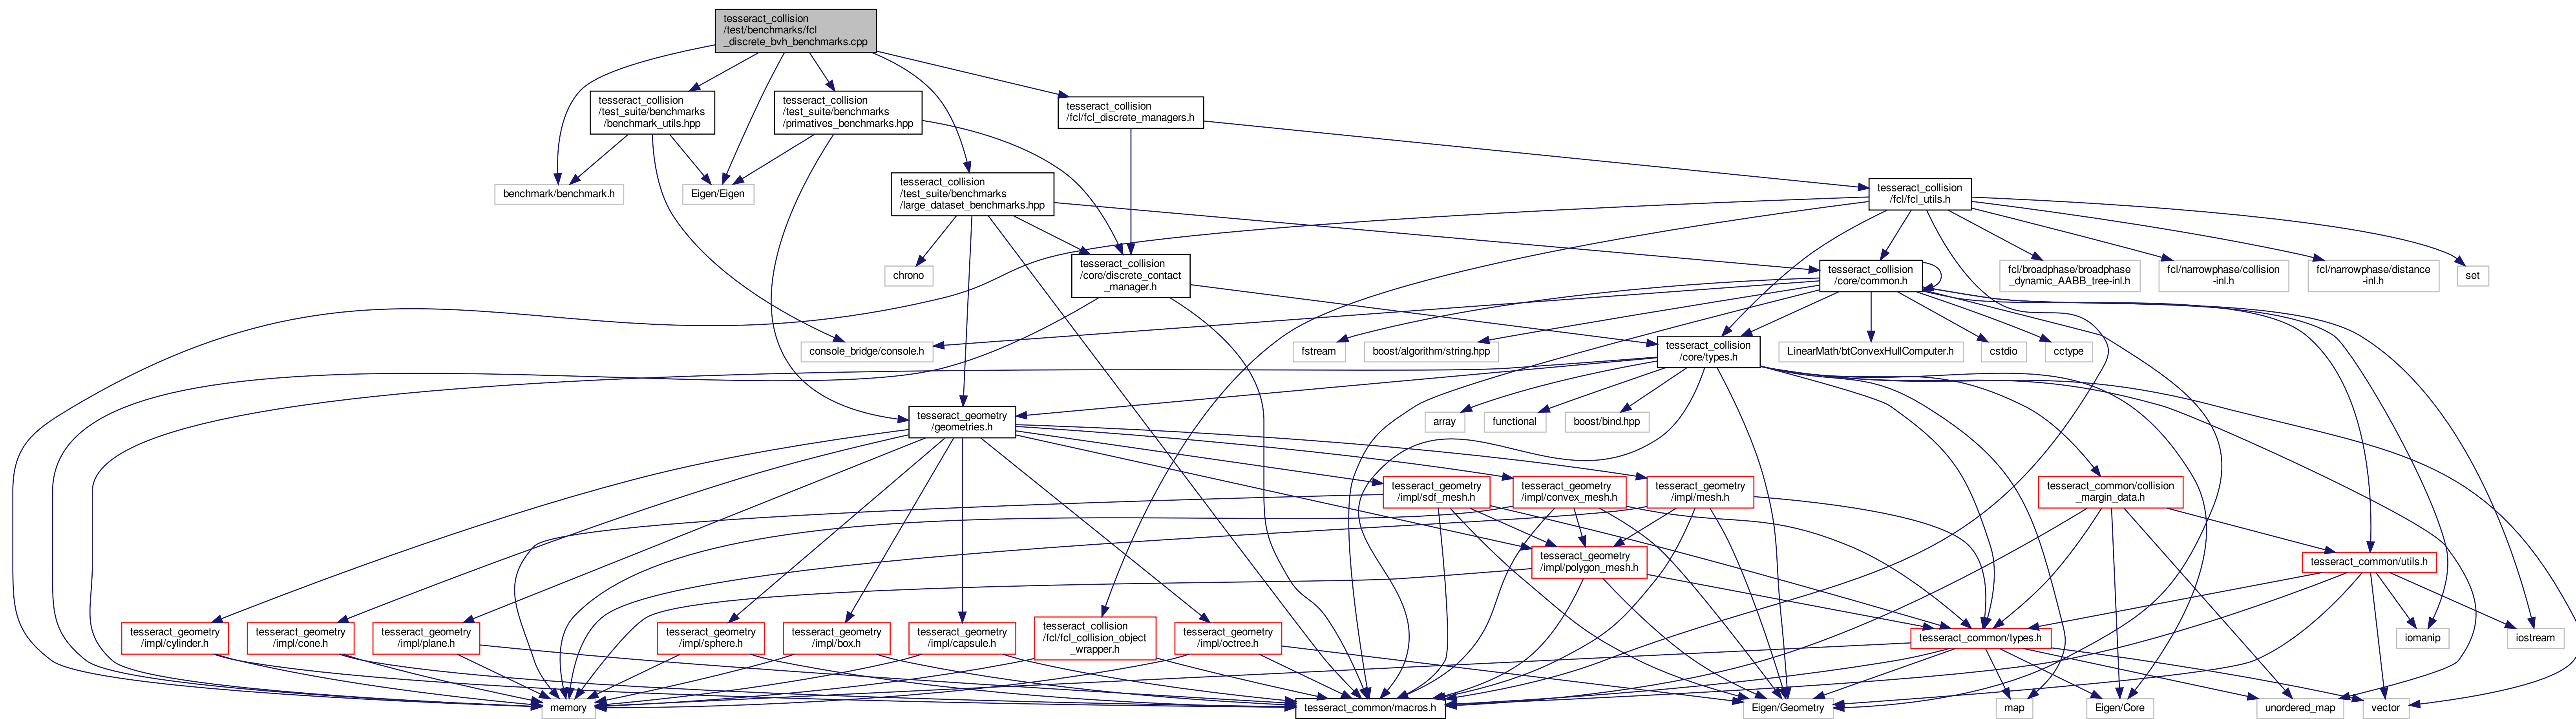 tesseract_collision
/test/benchmarks/fcl
_discrete_bvh_benchmarks.cpp
tesseract_collision
/test_suite/benchmarks
/benchmark_utils.hpp
tesseract_collision
/test_suite/benchmarks
/primatives_benchmarks.hpp
tesseract_collision
/fcl/fcl_discrete_managers.h
benchmark/benchmark.h
Eigen/Eigen
tesseract_collision
/test_suite/benchmarks
/large_dataset_benchmarks.hpp
tesseract_collision
/fcl/fcl_utils.h
chrono
tesseract_collision
/core/discrete_contact
_manager.h
tesseract_collision
/core/common.h
fcl/broadphase/broadphase
_dynamic_AABB_tree-inl.h
fcl/narrowphase/collision
-inl.h
fcl/narrowphase/distance
-inl.h
set
console_bridge/console.h
fstream
boost/algorithm/string.hpp
tesseract_collision
/core/types.h
LinearMath/btConvexHullComputer.h
cstdio
cctype
tesseract_geometry
/geometries.h
array
functional
boost/bind.hpp
tesseract_geometry
/impl/sdf_mesh.h
tesseract_geometry
/impl/convex_mesh.h
tesseract_geometry
/impl/mesh.h
tesseract_common/collision
_margin_data.h
tesseract_geometry
/impl/polygon_mesh.h
tesseract_common/utils.h
tesseract_geometry
/impl/cylinder.h
tesseract_geometry
/impl/cone.h
tesseract_geometry
/impl/plane.h
tesseract_geometry
/impl/sphere.h
tesseract_geometry
/impl/box.h
tesseract_geometry
/impl/capsule.h
tesseract_collision
/fcl/fcl_collision_object
_wrapper.h
tesseract_geometry
/impl/octree.h
tesseract_common/types.h
iomanip
iostream
memory
tesseract_common/macros.h
Eigen/Geometry
map
Eigen/Core
unordered_map
vector